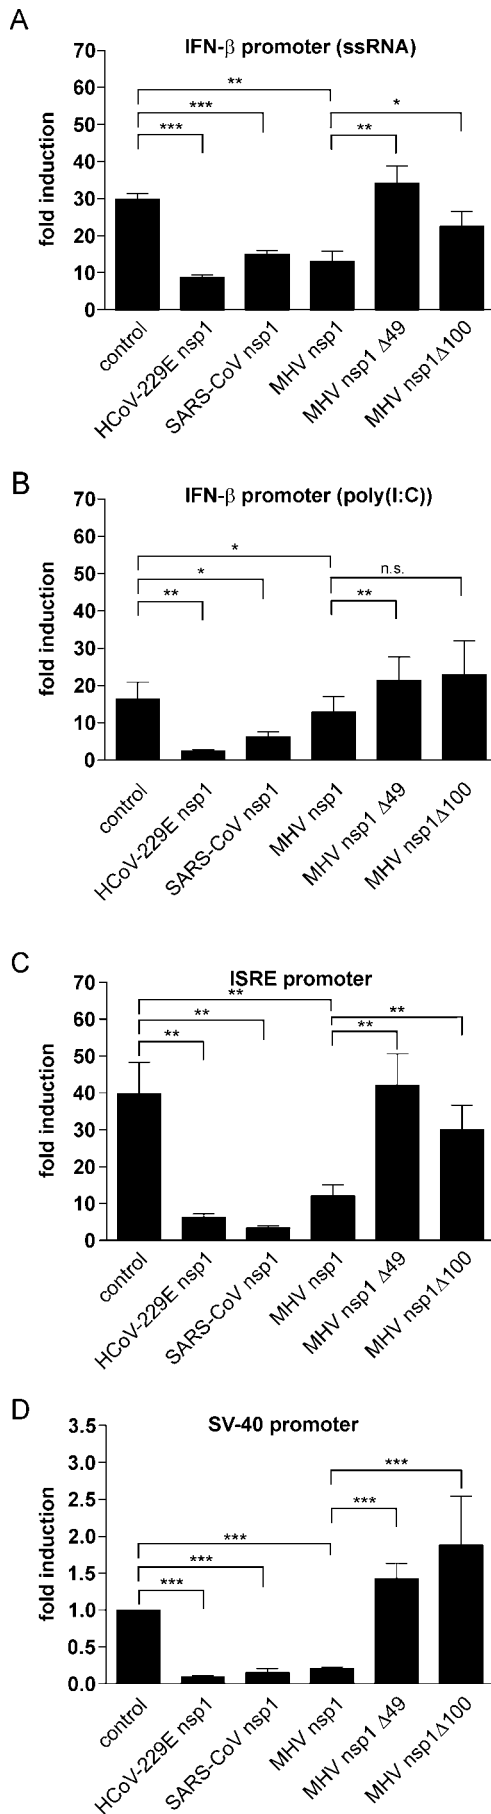 A
IFN-β promoter (ssRNA)
fold induction
70
60
50
40
30
20
10
0
**
***
***
*
**
control
HCoV-229E nsp1
SARS-CoV nsp1
MHV nsp1
MHV nsp1 Δ49
MHV nsp1Δ100
B
IFN-β promoter (poly(I:C))
fold induction
70
60
50
40
30
20
10
0
*
*
**
n.s.
**
control
HCoV-229E nsp1
SARS-CoV nsp1
MHV nsp1
MHV nsp1 Δ49
MHV nsp1Δ100
C
ISRE promoter
fold induction
70
60
50
40
30
20
10
0
**
**
**
**
**
control
HCoV-229E nsp1
SARS-CoV nsp1
MHV nsp1
MHV nsp1 Δ49
MHV nsp1Δ100
D
SV-40 promoter
fold induction
3.5
3.0
2.5
2.0
1.5
1.0
0.5
0.0
***
***
***
***
***
control
HCoV-229E nsp1
SARS-CoV nsp1
MHV nsp1
MHV nsp1 Δ49
MHV nsp1Δ100